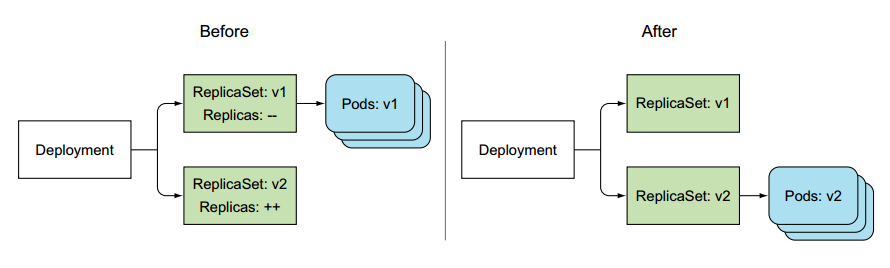 Before
Deployment
ReplicaSet: v1
Replicas: --
Pods: v1
ReplicaSet: v2
Replicas: ++
After
Deployment
ReplicaSet: v1
ReplicaSet: v2
Pods: v2